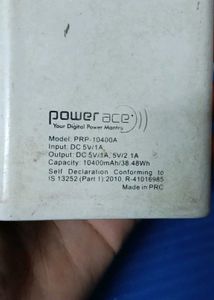 power ace
Your Digital Power Mantra
Model: PRP-10400A
Input: DC 5V/1A,
Output: DC 5V/1A, 5V/2.1A
Capacity: 10400mAh/38.48Wh
Self Declaration Conforming to
IS 13252 (Part 1):2010, R-41016985
Made in PRC